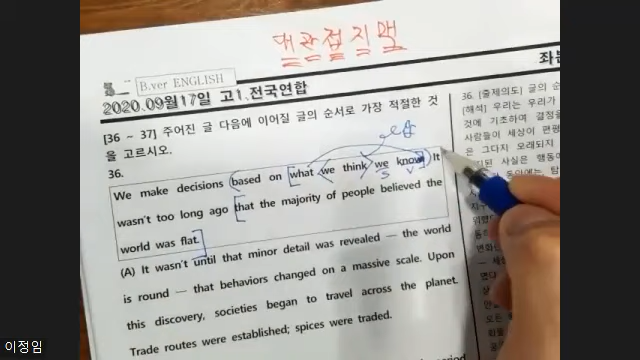 대관접지맥
B.ver ENGLISH
2020.09월17일 고1.전국연합
좌분
[36 ~ 37] 주어진 글 다음에 이어질 글의 순서로 가장 적절한 것
을 고르시오.
36.
We make decisions (based on [what <we think> we know]) It
S V
wasn't too long ago [that the majority of people believed the
world was flat.]
(A) It wasn't until that minor detail was revealed — the world
is round — that behaviors changed on a massive scale. Upon
this discovery, societies began to travel across the planet.
Trade routes were established; spices were traded.
36. [출제의도] 글의 순
[해석] 우리는 우리가
것에 기초하여 결정을
사람들이 세상이 편평
은 그다지 오래되지
된 사실은 행동이
이정임